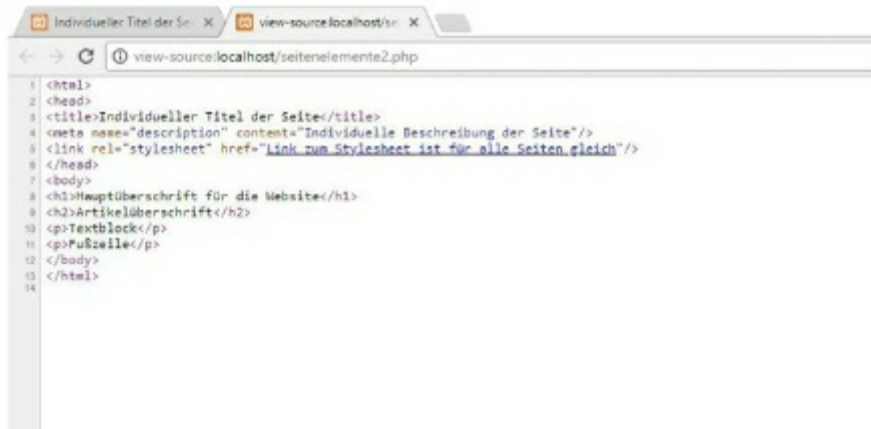 Individueller Titel der Se
view-source:localhost/se
view-source:localhost/seitenelemente2.php
1 <html>
2 <head>
3 <title>Individueller Titel der Seite</title>
4 <meta name="description" content="Individuelle Beschreibung der Seite"/>
5 <link rel="stylesheet" href="Link zum Stylesheet ist für alle Seiten gleich"/>
6 </head>
7 <body>
8 <h1>Hauptüberschrift für die Website</h1>
9 <h2>Artikelüberschrift</h2>
10 <p>Textblock</p>
11 <p>Fußzeile</p>
12 </body>
13 </html>
14